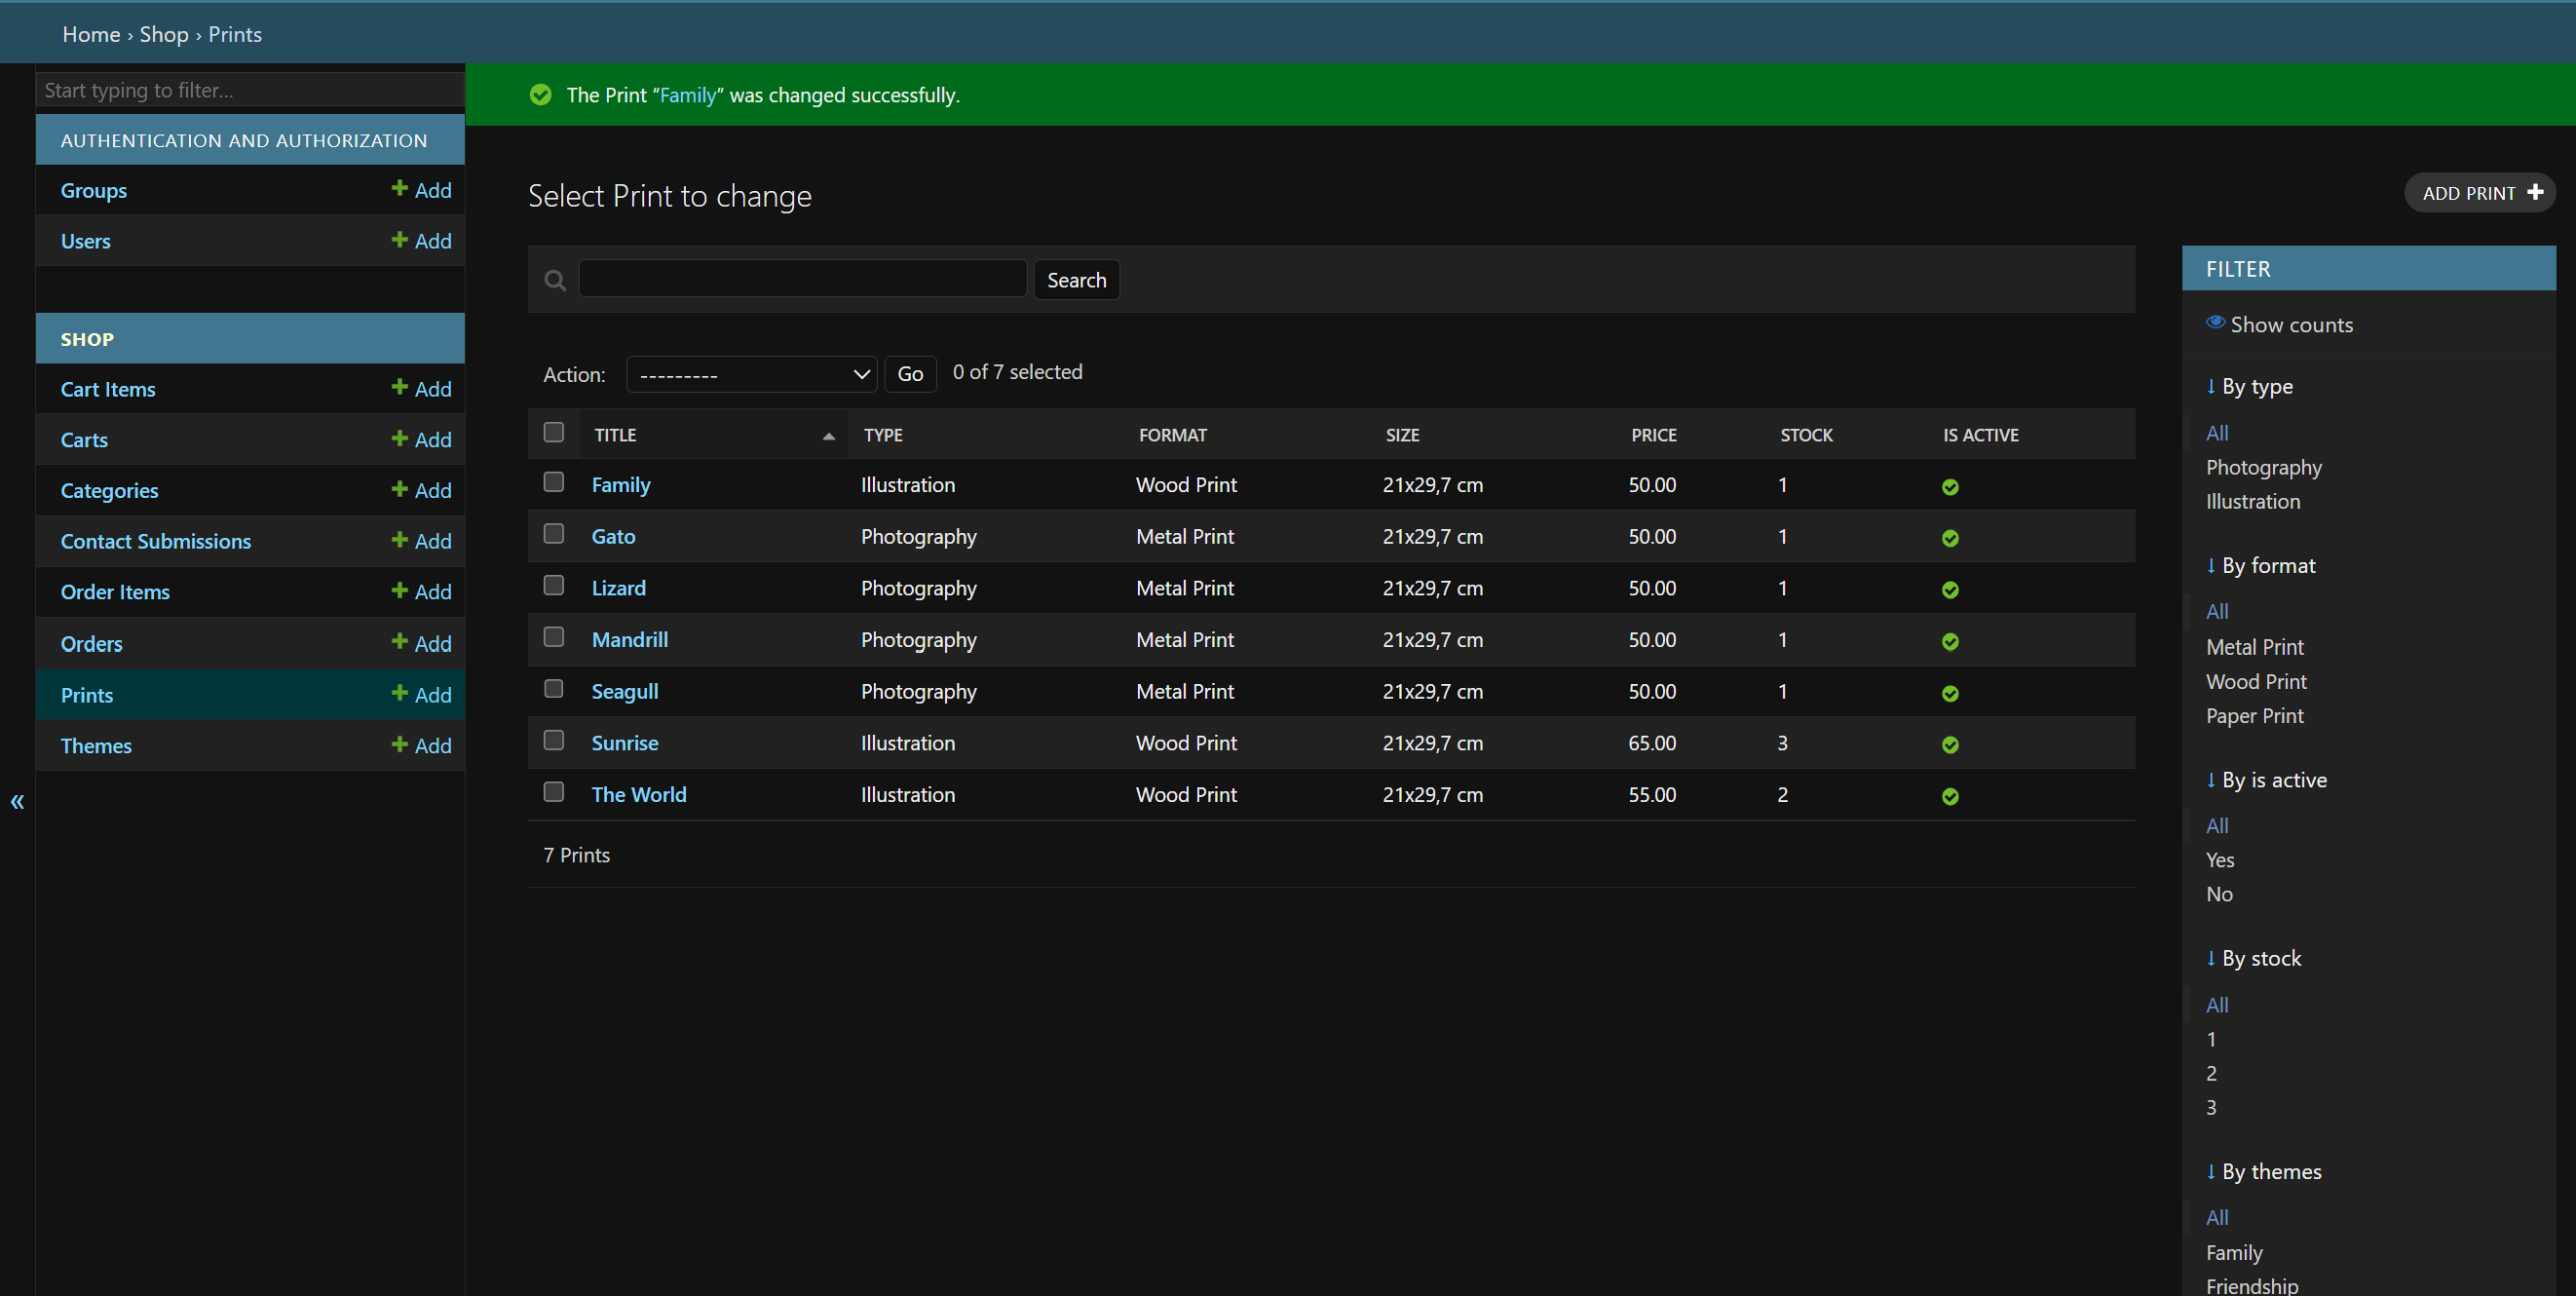 Home › Shop › Prints
Start typing to filter...
AUTHENTICATION AND AUTHORIZATION
Groups Add
Users Add
SHOP
Cart Items Add
Carts Add
Categories Add
Contact Submissions Add
Order Items Add
Orders Add
Prints Add
Themes Add
«
The Print “Family” was changed successfully.
Select Print to change
ADD PRINT
Search
Action: --------- Go 0 of 7 selected
TITLE TYPE FORMAT SIZE PRICE STOCK IS ACTIVE
Family Illustration Wood Print 21x29,7 cm 50.00 1
Gato Photography Metal Print 21x29,7 cm 50.00 1
Lizard Photography Metal Print 21x29,7 cm 50.00 1
Mandrill Photography Metal Print 21x29,7 cm 50.00 1
Seagull Photography Metal Print 21x29,7 cm 50.00 1
Sunrise Illustration Wood Print 21x29,7 cm 65.00 3
The World Illustration Wood Print 21x29,7 cm 55.00 2
7 Prints
FILTER
Show counts
↓ By type
All
Photography
Illustration
↓ By format
All
Metal Print
Wood Print
Paper Print
↓ By is active
All
Yes
No
↓ By stock
All
1
2
3
↓ By themes
All
Family
Friendship